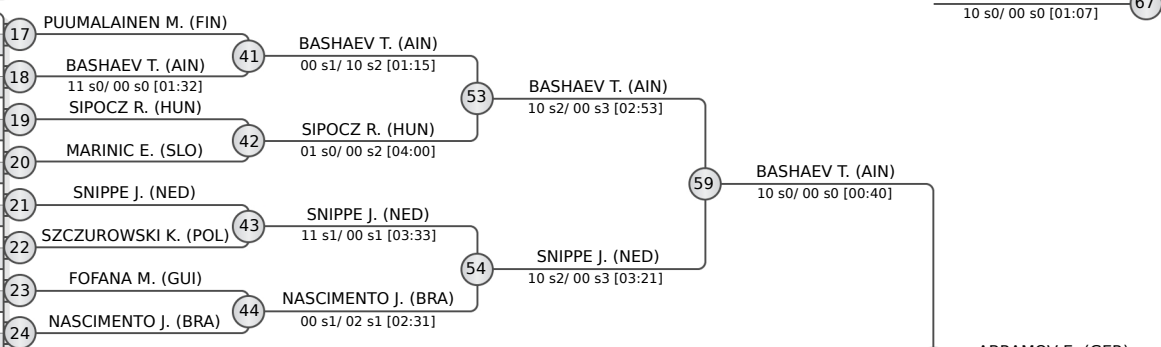 67
10 s0/ 00 s0 [01:07]
17
PUUMALAINEN M. (FIN)
41
BASHAEV T. (AIN)
00 s1/ 10 s2 [01:15]
18
BASHAEV T. (AIN)
11 s0/ 00 s0 [01:32]
53
BASHAEV T. (AIN)
10 s2/ 00 s3 [02:53]
19
SIPOCZ R. (HUN)
42
SIPOCZ R. (HUN)
01 s0/ 00 s2 [04:00]
20
MARINIC E. (SLO)
59
BASHAEV T. (AIN)
10 s0/ 00 s0 [00:40]
21
SNIPPE J. (NED)
43
SNIPPE J. (NED)
11 s1/ 00 s1 [03:33]
22
SZCZUROWSKI K. (POL)
54
SNIPPE J. (NED)
10 s2/ 00 s3 [03:21]
23
FOFANA M. (GUI)
44
NASCIMENTO J. (BRA)
00 s1/ 02 s1 [02:31]
24
NASCIMENTO J. (BRA)